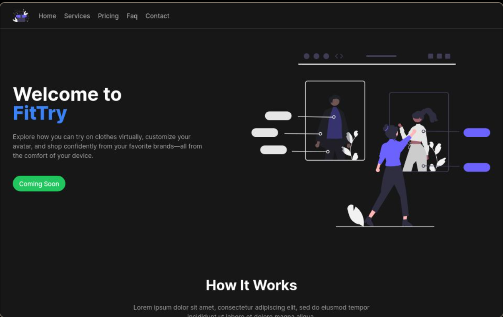 Home Services Pricing Faq Contact
Welcome to
FitTry
Explore how you can try on clothes virtually, customize your
avatar, and shop confidently from your favorite brands—all from
the comfort of your device.
Coming Soon
How It Works
Lorem ipsum dolor sit amet, consectetur adipiscing elit, sed do eiusmod tempor
incididunt ut labore et dolore magna aliqua.